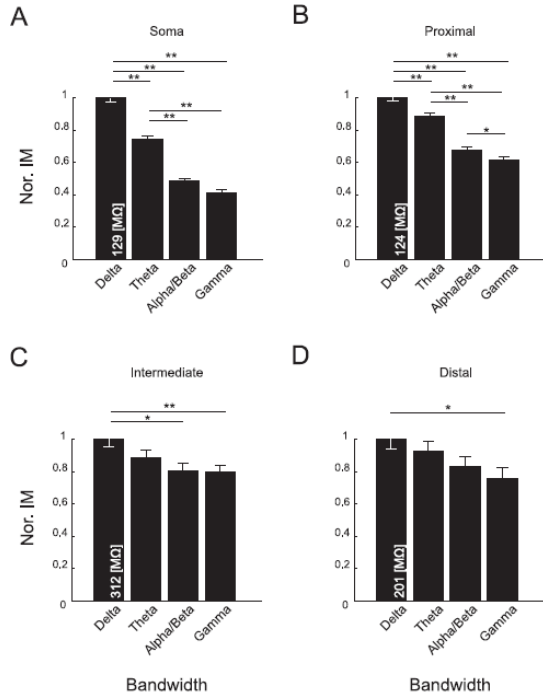 A
Soma
**
**
**
**
**
Nor. IM
1
0,8
0,6
0,4
0,2
0
129 [MΩ]
Delta
Theta
Alpha/Beta
Gamma
B
Proximal
**
**
**
**
**
*
1
0,8
0,6
0,4
0,2
0
124 [MΩ]
Delta
Theta
Alpha/Beta
Gamma
C
Intermediate
**
*
Nor. IM
1
0,8
0,6
0,4
0,2
0
312 [MΩ]
Delta
Theta
Alpha/Beta
Gamma
Bandwidth
D
Distal
*
1
0,8
0,6
0,4
0,2
0
201 [MΩ]
Delta
Theta
Alpha/Beta
Gamma
Bandwidth